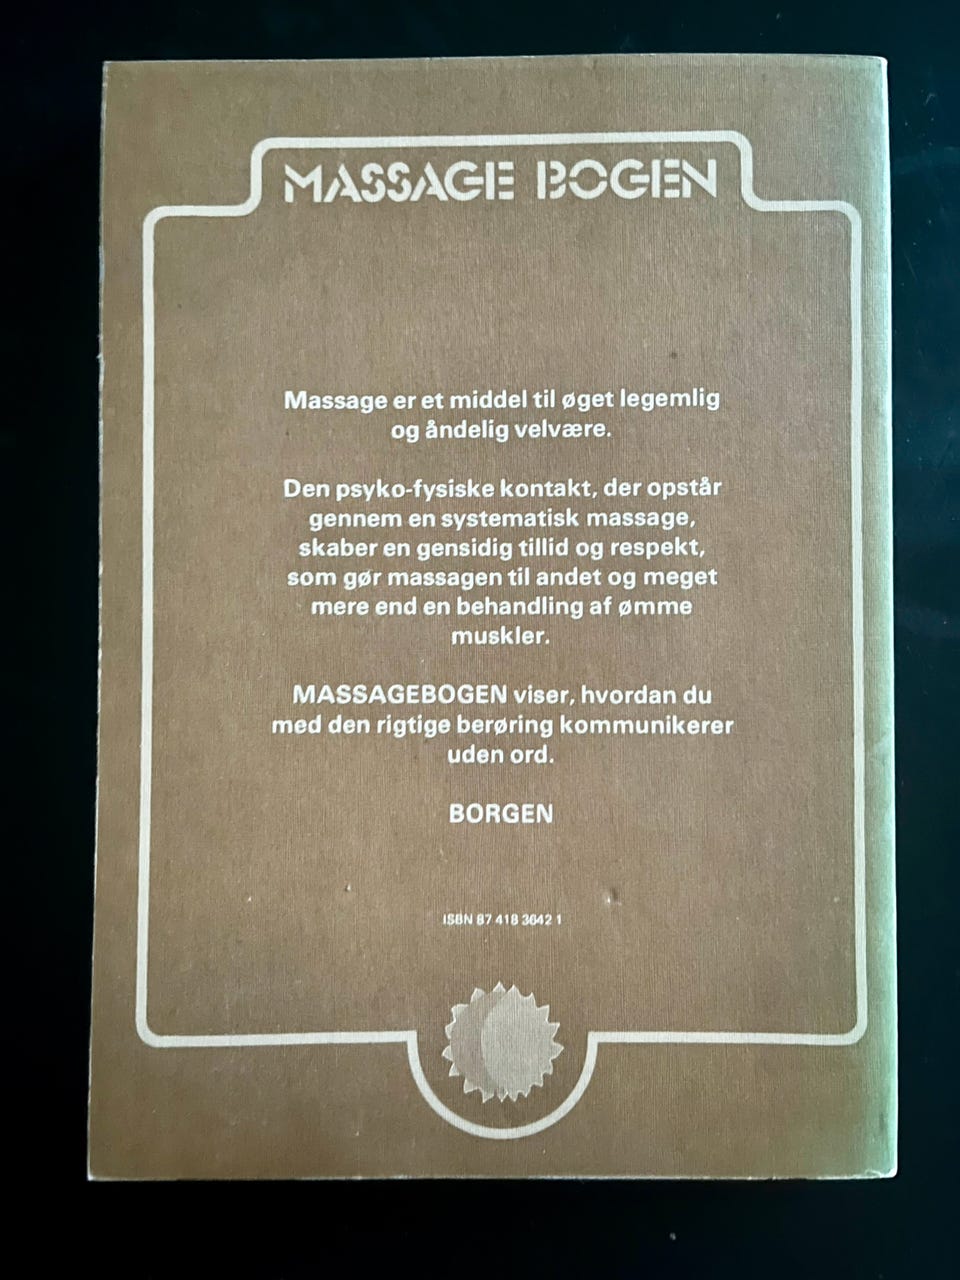 MASSAGE BOGEN
Massage er et middel til øget legemlig
og åndelig velvære.
Den psyko-fysiske kontakt, der opstår
gennem en systematisk massage,
skaber en gensidig tillid og respekt,
som gør massagen til andet og meget
mere end en behandling af ømme
muskler.
MASSAGEBOGEN viser, hvordan du
med den rigtige berøring kommunikerer
uden ord.
BORGEN
ISBN 87 418 3642 1